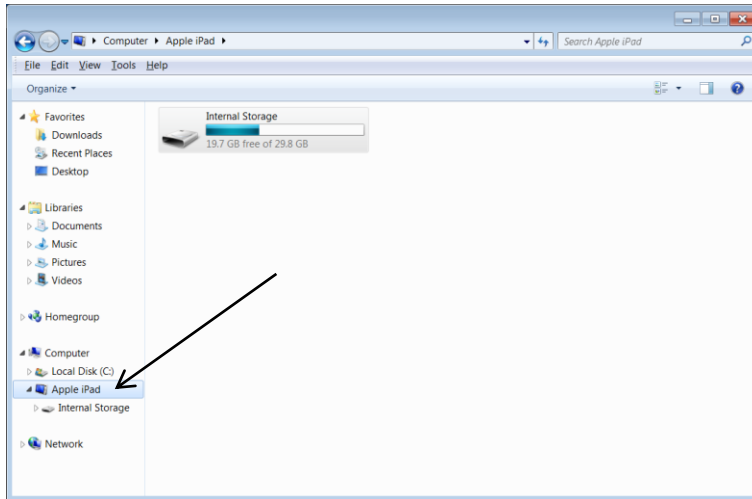 Computer Apple iPad
Search Apple iPad
File Edit View Tools Help
Organize
Favorites
Downloads
Recent Places
Desktop
Libraries
Documents
Music
Pictures
Videos
Homegroup
Computer
Local Disk (C:)
Apple iPad
Internal Storage
Network
Internal Storage
19.7 GB free of 29.8 GB